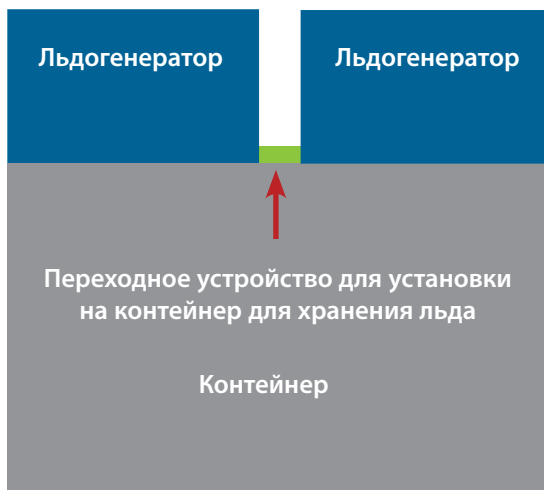 Льдогенератор Льдогенератор
Переходное устройство для установки
на контейнер для хранения льда
Контейнер